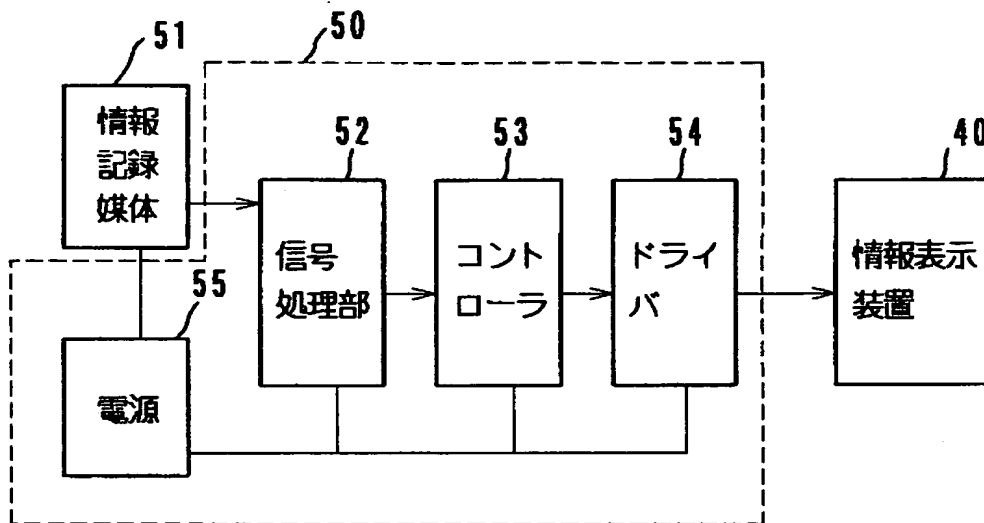 51
50
情報
記録
媒体
52
53
54
40
信号
処理部
コント
ローラ
ドライ
バ
情報表示
装置
55
電源